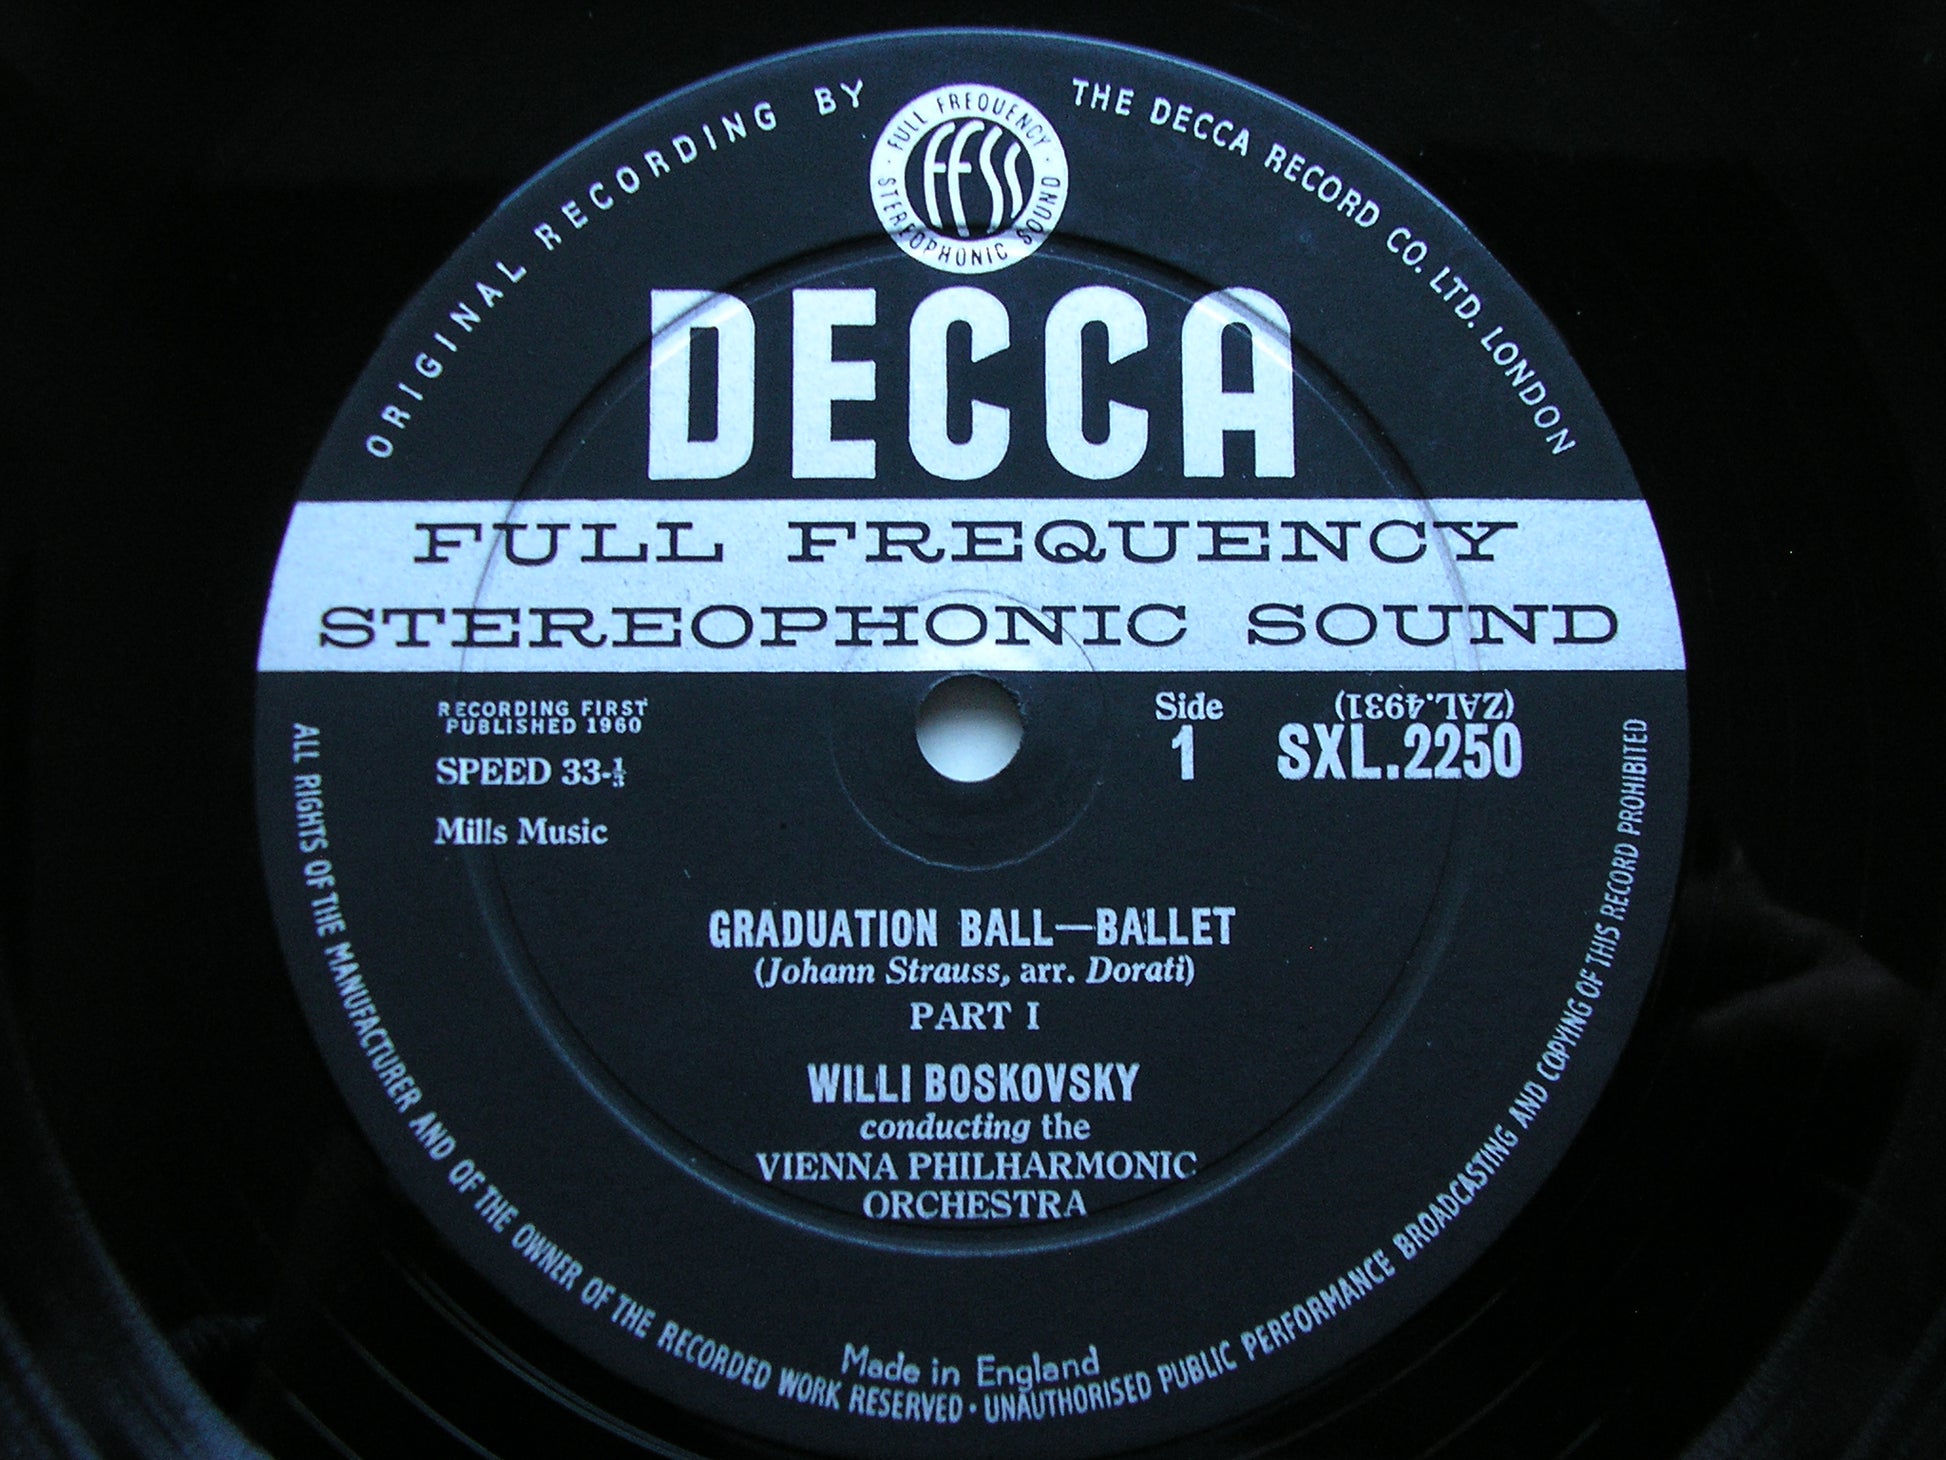 ORIGINAL RECORDING BY THE DECCA RECORD CO. LTD. LONDON
FULL FREQUENCY
FFSS
STEREOPHONIC SOUND
DECCA
FULL FREQUENCY
STEREOPHONIC SOUND
RECORDING FIRST
PUBLISHED 1960
SPEED 33-⅓
Mills Music
Side
1
(ZAL.4931)
SXL.2250
GRADUATION BALL—BALLET
(Johann Strauss, arr. Dorati)
PART I
WILLI BOSKOVSKY
conducting the
VIENNA PHILHARMONIC
ORCHESTRA
Made in England
ALL RIGHTS OF THE MANUFACTURER AND OF THE OWNER OF THE RECORDED WORK RESERVED · UNAUTHORISED PUBLIC PERFORMANCE BROADCASTING AND COPYING OF THIS RECORD PROHIBITED